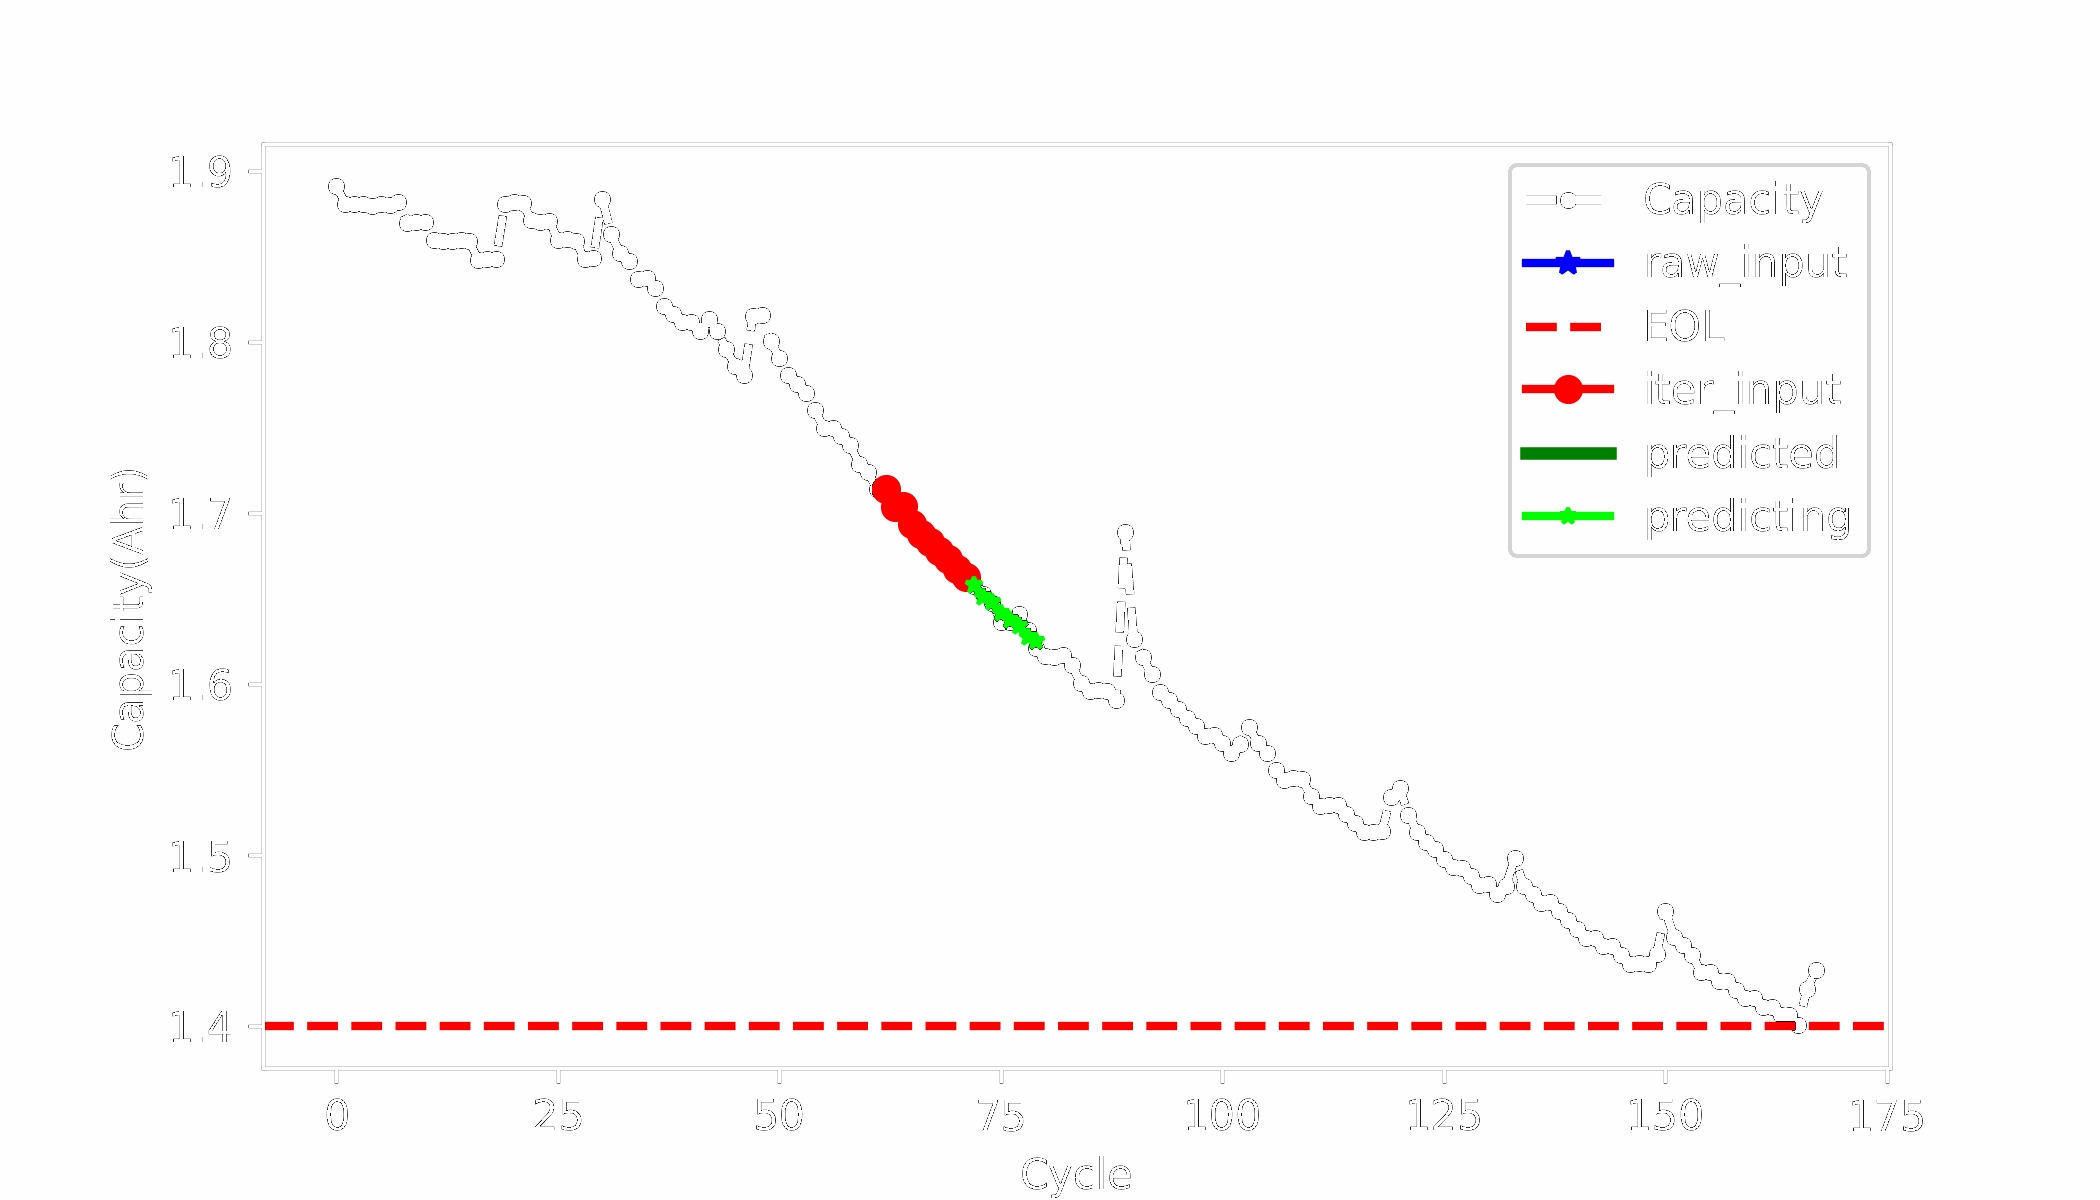 1.9
1.8
1.7
1.6
1.5
1.4
Capacity(Ahr)
0 25 50 75 100 125 150 175
Cycle
Capacity
raw_input
EOL
iter_input
predicted
predicting